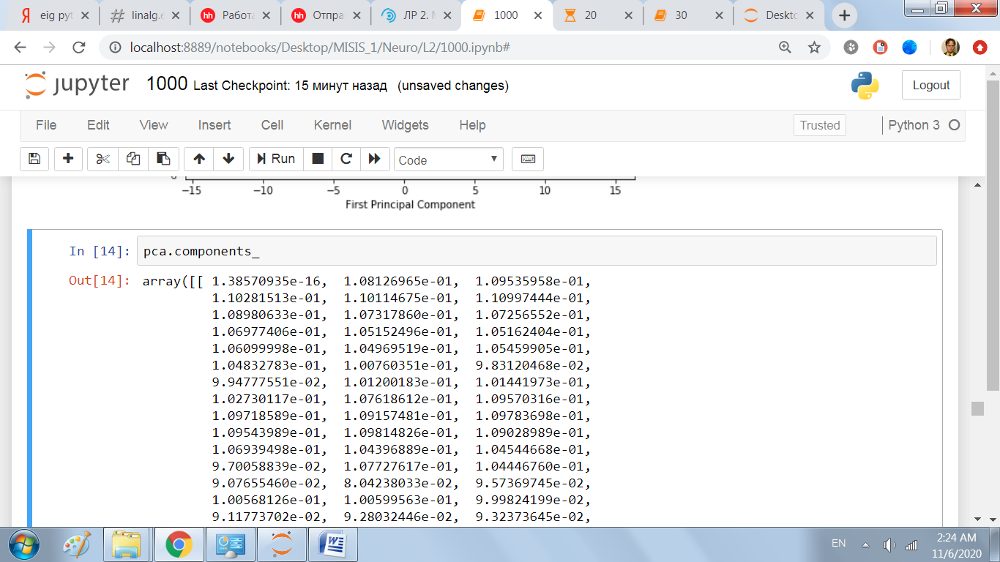 eig pyt
linalg.e
hh Работа
hh Отпра
ЛР 2. М
1000
20
30
Deskto
localhost:8889/notebooks/Desktop/MISIS_1/Neuro/L2/1000.ipynb#
jupyter 1000 Last Checkpoint: 15 минут назад (unsaved changes)
Logout
File Edit View Insert Cell Kernel Widgets Help
Trusted
Python 3
Run
Code
−15 −10 −5 0 5 10 15
First Principal Component
In [14]: pca.components_
Out[14]: array([[ 1.38570935e-16, 1.08126965e-01, 1.09535958e-01,
1.10281513e-01, 1.10114675e-01, 1.10997444e-01,
1.08980633e-01, 1.07317860e-01, 1.07256552e-01,
1.06977406e-01, 1.05152496e-01, 1.05162404e-01,
1.06099998e-01, 1.04969519e-01, 1.05459905e-01,
1.04832783e-01, 1.00760351e-01, 9.83120468e-02,
9.94777551e-02, 1.01200183e-01, 1.01441973e-01,
1.02730117e-01, 1.07618612e-01, 1.09570316e-01,
1.09718589e-01, 1.09157481e-01, 1.09783698e-01,
1.09543989e-01, 1.09814826e-01, 1.09028989e-01,
1.06939498e-01, 1.04396889e-01, 1.04544668e-01,
9.70058839e-02, 1.07727617e-01, 1.04446760e-01,
9.07655460e-02, 8.04238033e-02, 9.57369745e-02,
1.00568126e-01, 1.00599563e-01, 9.99824199e-02,
9.11773702e-02, 9.28032446e-02, 9.32373645e-02,
EN
2:24 AM
11/6/2020